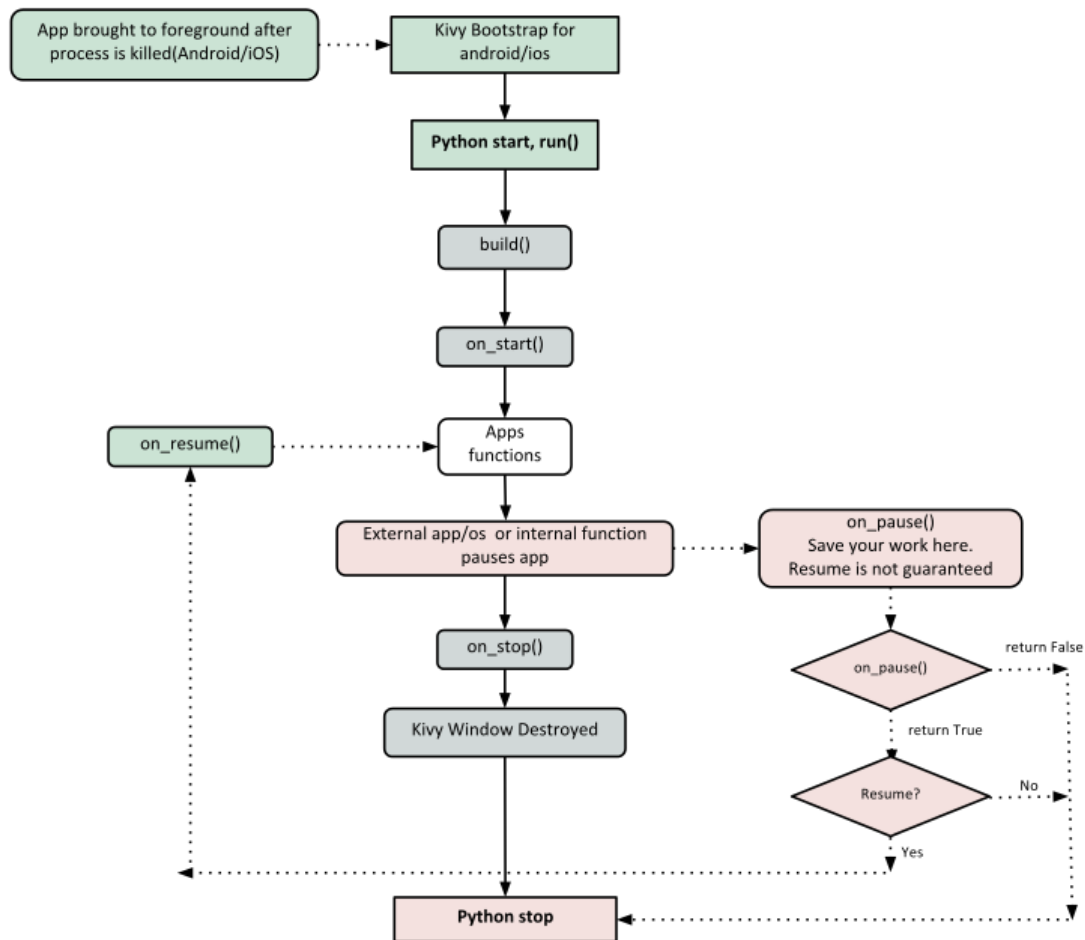 App brought to foreground after
process is killed(Android/iOS)
Kivy Bootstrap for
android/ios
Python start, run()
build()
on_start()
on_resume()
Apps
functions
External app/os  or internal function
pauses app
on_pause()
Save your work here.
Resume is not guaranteed
on_stop()
on_pause()
return False
Kivy Window Destroyed
return True
Resume?
No
Yes
Python stop